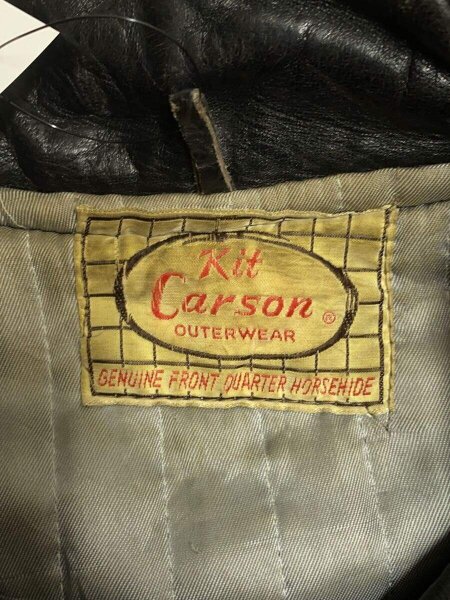 Kit
Carson ®
OUTERWEAR
GENUINE FRONT QUARTER HORSEHIDE